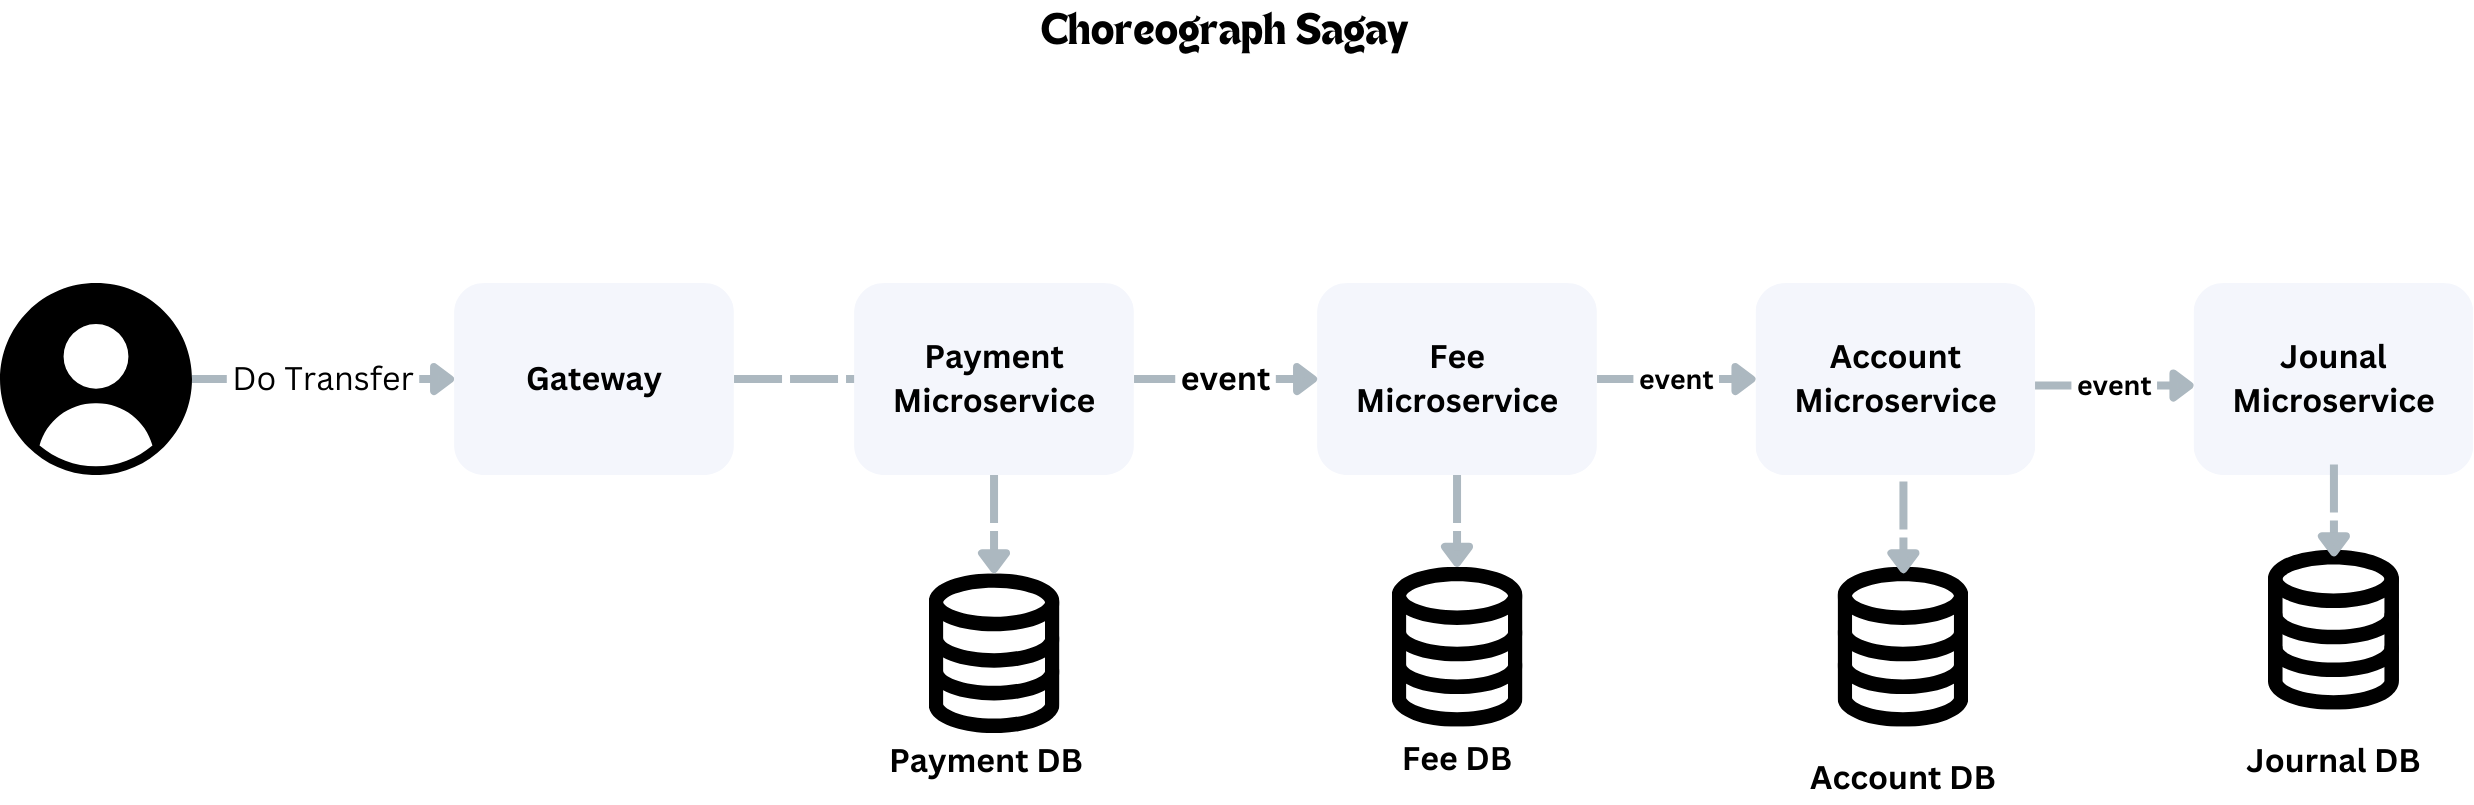 Choreograph Sagay
Do Transfer
Gateway
Payment
Microservice
event
Fee
Microservice
event
Account
Microservice
event
Jounal
Microservice
Payment DB
Fee DB
Account DB
Journal DB